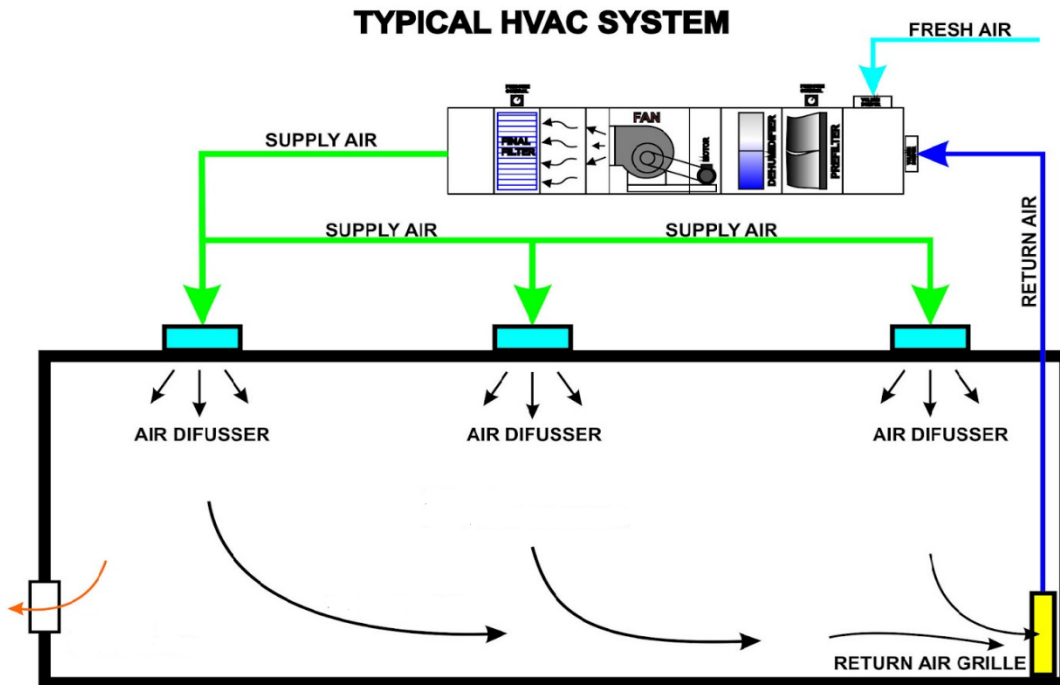 TYPICAL HVAC SYSTEM
FRESH AIR
SUPPLY AIR
FINAL
FILTER
FAN
MOTOR
DEHUMIDIFIER
PREFILTER
RETURN AIR
SUPPLY AIR
SUPPLY AIR
AIR DIFUSSER
AIR DIFUSSER
AIR DIFUSSER
RETURN AIR GRILLE